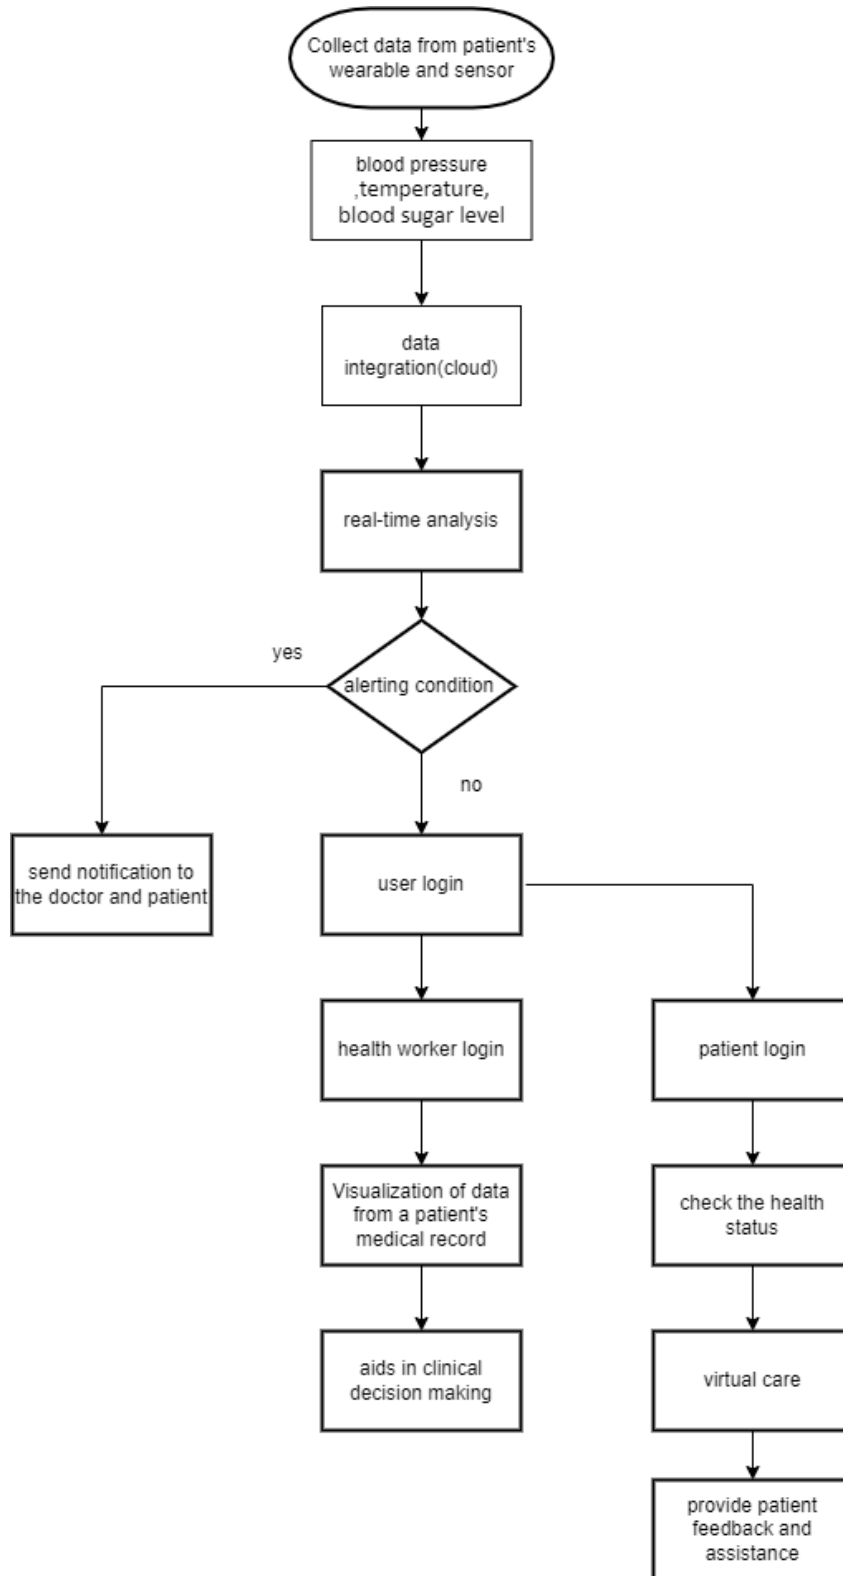 Collect data from patient's
wearable and sensor
blood pressure
,temperature,
blood sugar level
data
integration(cloud)
real-time analysis
yes
alerting condition
no
send notification to
the doctor and patient
user login
health worker login
patient login
Visualization of data
from a patient's
medical record
check the health
status
aids in clinical
decision making
virtual care
provide patient
feedback and
assistance